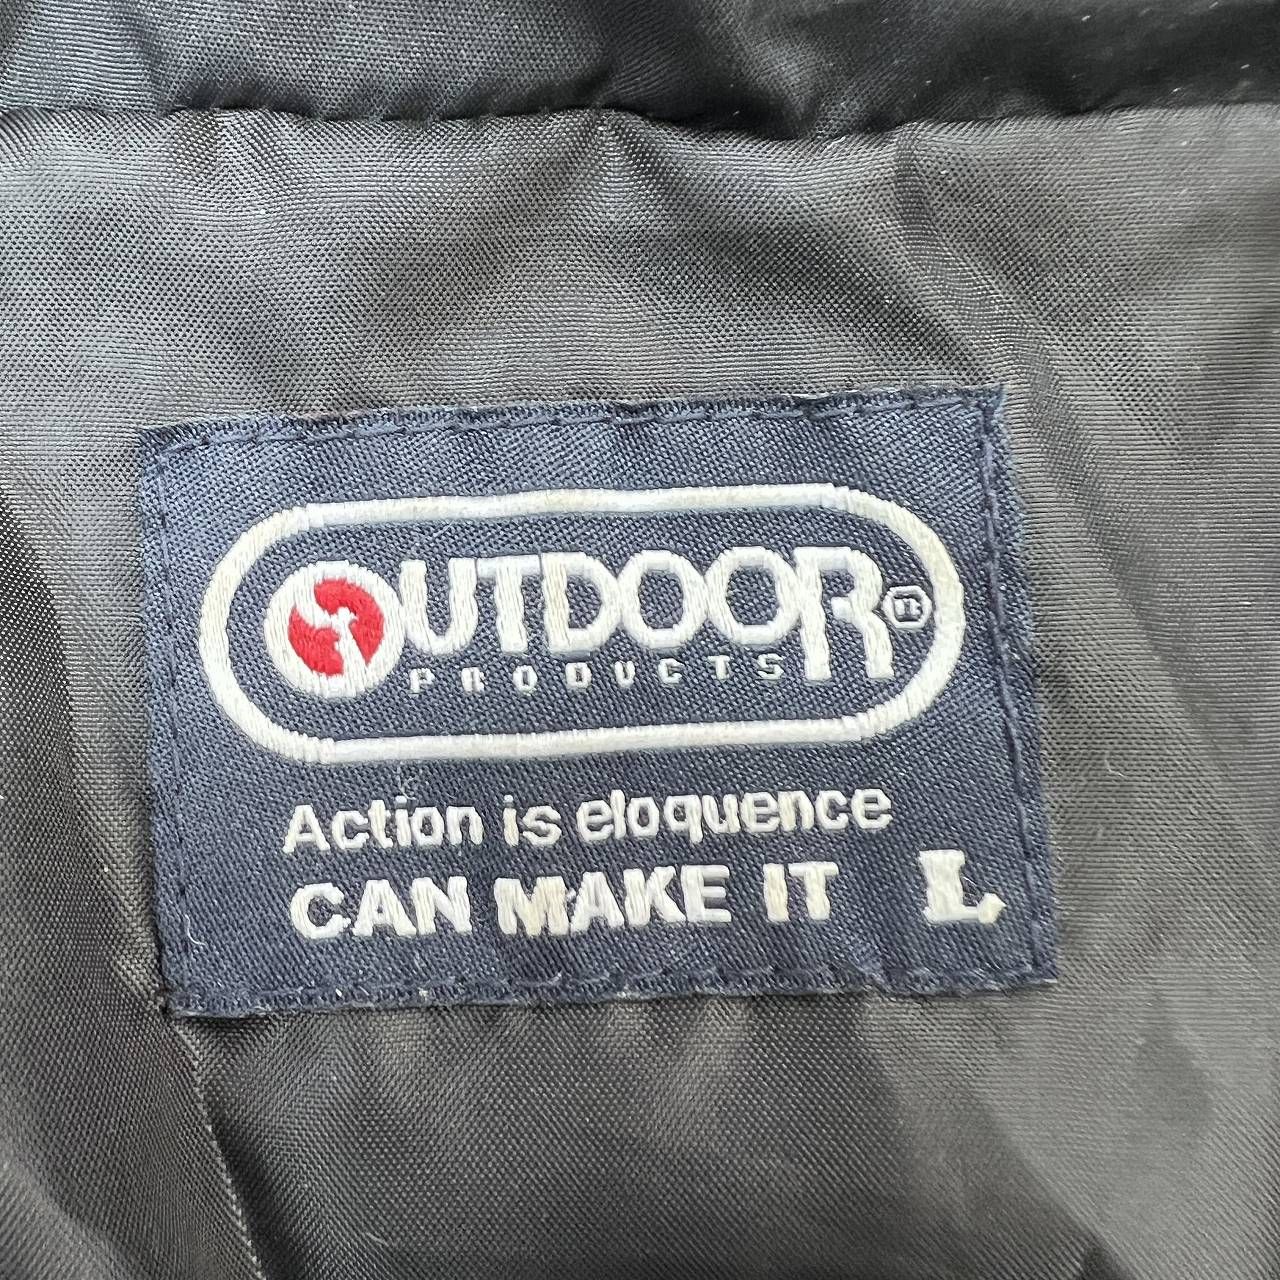 OUTDOOR®
PRODUCTS
Action is eloquence
CAN MAKE IT L